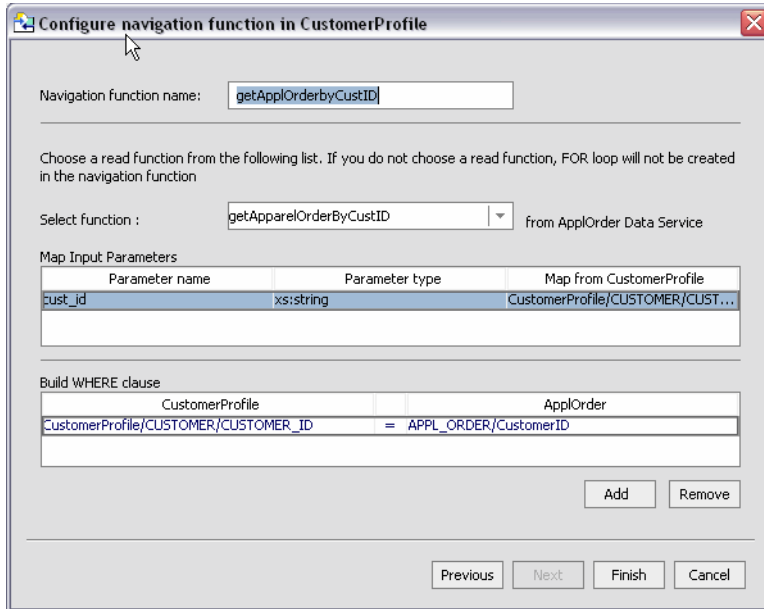 Configure navigation function in CustomerProfile
Navigation function name: getApplOrderbyCustID
Choose a read function from the following list. If you do not choose a read function, FOR loop will not be created
in the navigation function
Select function : getApparelOrderByCustID from ApplOrder Data Service
Map Input Parameters
Parameter name Parameter type Map from CustomerProfile
cust_id xs:string CustomerProfile/CUSTOMER/CUST...
Build WHERE clause
CustomerProfile ApplOrder
CustomerProfile/CUSTOMER/CUSTOMER_ID = APPL_ORDER/CustomerID
Add Remove
Previous Next Finish Cancel